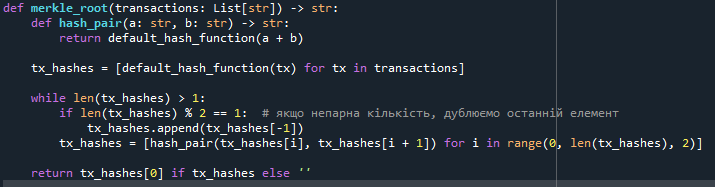 def merkle_root(transactions: List[str]) -> str:
    def hash_pair(a: str, b: str) -> str:
        return default_hash_function(a + b)

    tx_hashes = [default_hash_function(tx) for tx in transactions]

    while len(tx_hashes) > 1:
        if len(tx_hashes) % 2 == 1:  # якщо непарна кількість, дублюємо останній елемент
            tx_hashes.append(tx_hashes[-1])
        tx_hashes = [hash_pair(tx_hashes[i], tx_hashes[i + 1]) for i in range(0, len(tx_hashes), 2)]

    return tx_hashes[0] if tx_hashes else ''